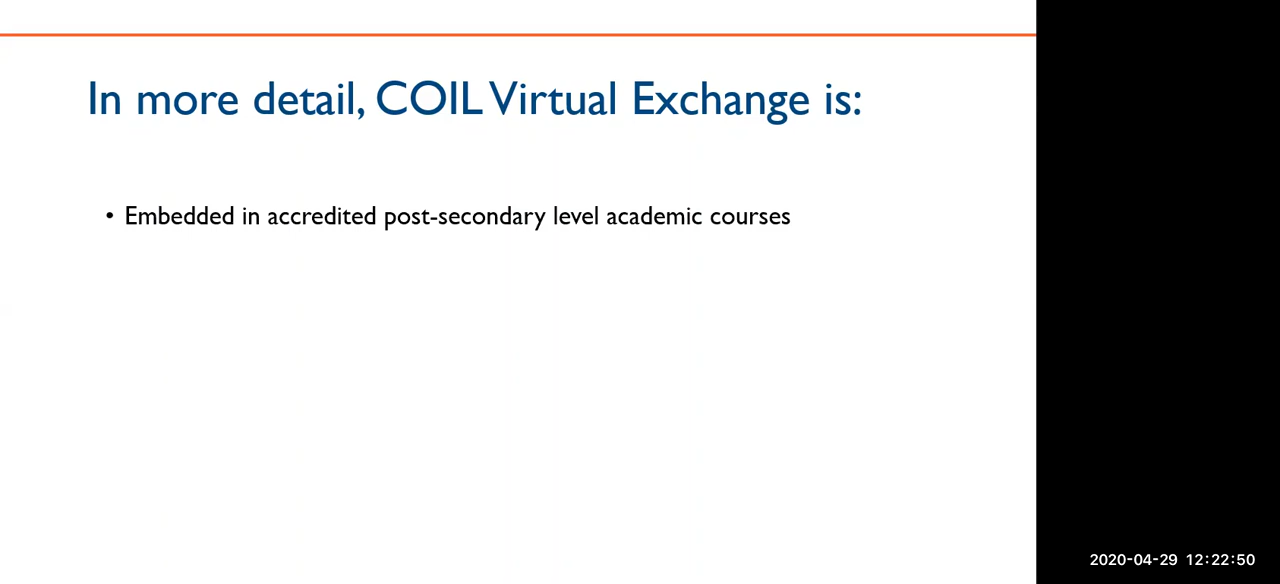 In more detail, COIL Virtual Exchange is:
• Embedded in accredited post-secondary level academic courses
2020-04-29 12:22:50